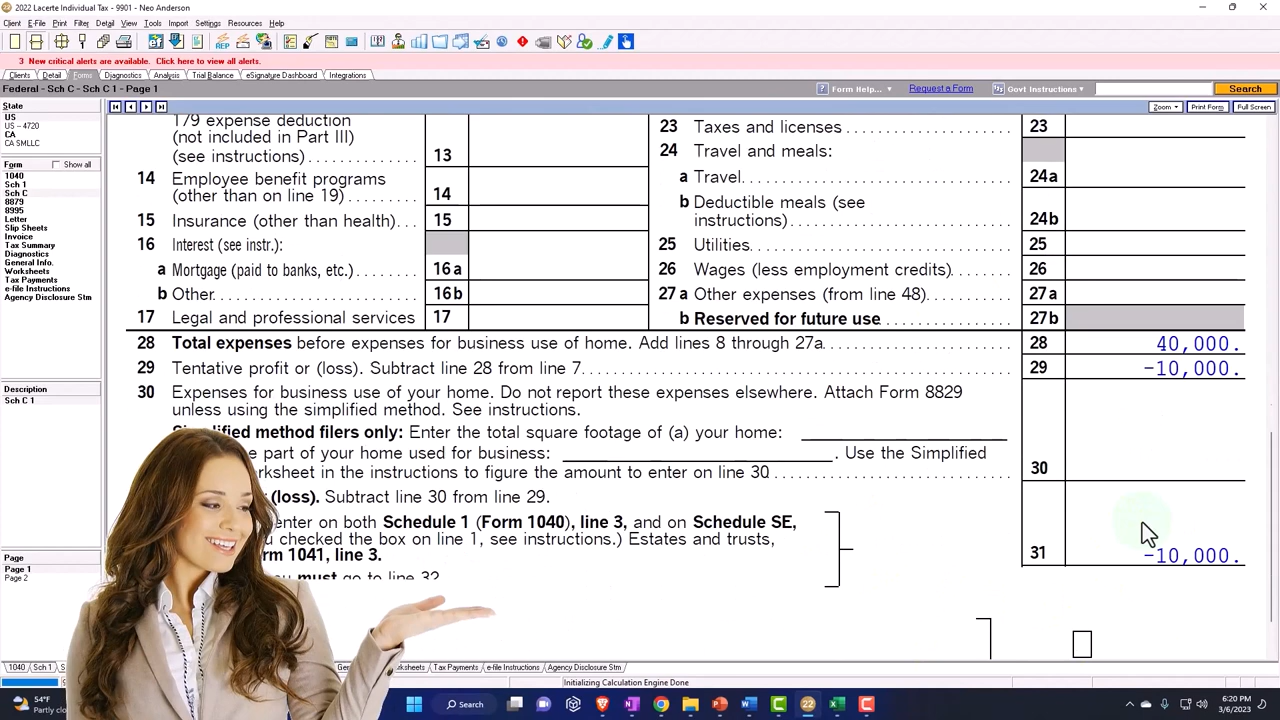 2022 Lacerte Individual Tax - 9901 - Neo Anderson
Client E-File Print Filter Detail View Tools Import Settings Resources Help
REP
3 New critical alerts are available. Click here to view all alerts.
Clients Detail Forms Diagnostics Analysis Trial Balance eSignature Dashboard Integrations
Federal - Sch C - Sch C 1 - Page 1
Form Help... Request a Form Govt Instructions Search
Zoom Print Form Full Screen
State
US
US - 4720
CA
CA SMLLC
Form Show all
1040
Sch 1
Sch C
8879
8995
Letter
Slip Sheets
Invoice
Tax Summary
Diagnostics
General Info.
Worksheets
Tax Payments
e-file Instructions
Agency Disclosure Stm
Description
Sch C 1
Page
Page 1
Page 2
179 expense deduction
(not included in Part III)
(see instructions) 13
14 Employee benefit programs
(other than on line 19) 14
15 Insurance (other than health) 15
16 Interest (see instr.):
a Mortgage (paid to banks, etc.) 16a
b Other 16b
17 Legal and professional services 17
23 Taxes and licenses 23
24 Travel and meals:
a Travel 24a
b Deductible meals (see
instructions) 24b
25 Utilities 25
26 Wages (less employment credits) 26
27a Other expenses (from line 48) 27a
b Reserved for future use 27b
28 Total expenses before expenses for business use of home. Add lines 8 through 27a 28 40,000.
29 Tentative profit or (loss). Subtract line 28 from line 7 29 -10,000.
30 Expenses for business use of your home. Do not report these expenses elsewhere. Attach Form 8829
unless using the simplified method. See instructions.
Simplified method filers only: Enter the total square footage of (a) your home:
e part of your home used for business: . Use the Simplified
orksheet in the instructions to figure the amount to enter on line 30 30
(loss). Subtract line 30 from line 29.
enter on both Schedule 1 (Form 1040), line 3, and on Schedule SE,
u checked the box on line 1, see instructions.) Estates and trusts,
rm 1041, line 3.
31 -10,000.
must go to line 32
1040 Sch 1 Tax Payments e-file Instructions Agency Disclosure Stm
Initializing Calculation Engine Done
54°F
Partly
Search
22
6:20 PM
3/6/2023